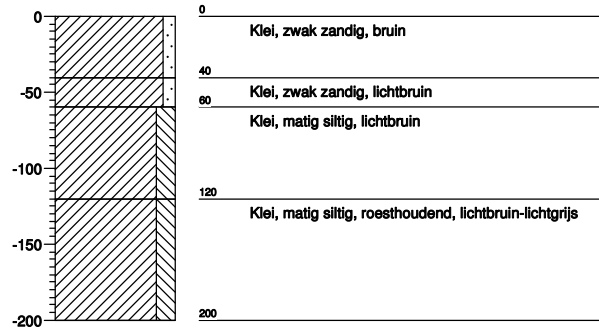 0
0
Klei, zwak zandig, bruin
40
-50
Klei, zwak zandig, lichtbruin
60
Klei, matig siltig, lichtbruin
-100
120
Klei, matig siltig, roesthoudend, lichtbruin-lichtgrijs
-150
-200
200